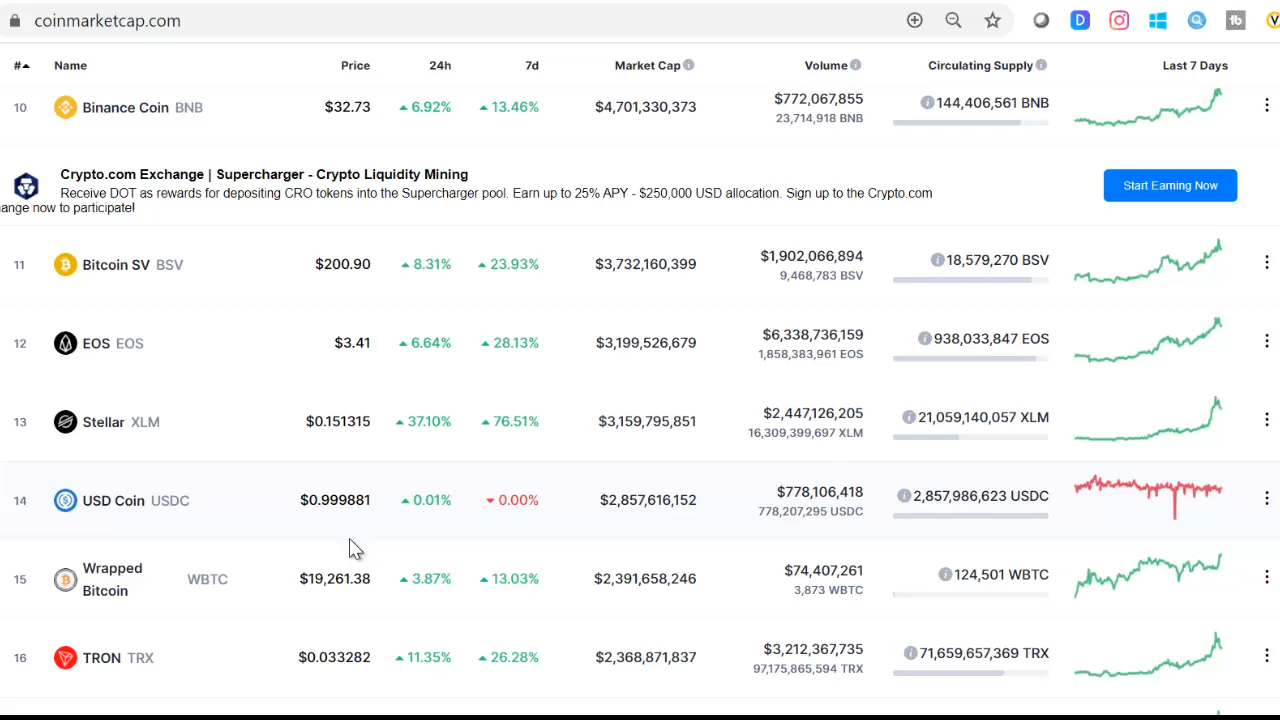 coinmarketcap.com
# Name Price 24h 7d Market Cap Volume Circulating Supply Last 7 Days
10 Binance Coin BNB $32.73 6.92% 13.46% $4,701,330,373 $772,067,855 144,406,561 BNB
23,714,918 BNB
Crypto.com Exchange | Supercharger - Crypto Liquidity Mining
Receive DOT as rewards for depositing CRO tokens into the Supercharger pool. Earn up to 25% APY - $250,000 USD allocation. Sign up to the Crypto.com
ange now to participate!
Start Earning Now
11 Bitcoin SV BSV $200.90 8.31% 23.93% $3,732,160,399 $1,902,066,894 18,579,270 BSV
9,468,783 BSV
12 EOS EOS $3.41 6.64% 28.13% $3,199,526,679 $6,338,736,159 938,033,847 EOS
1,858,383,961 EOS
13 Stellar XLM $0.151315 37.10% 76.51% $3,159,795,851 $2,447,126,205 21,059,140,057 XLM
16,309,399,697 XLM
14 USD Coin USDC $0.999881 0.01% 0.00% $2,857,616,152 $778,106,418 2,857,986,623 USDC
778,207,295 USDC
15 Wrapped Bitcoin WBTC $19,261.38 3.87% 13.03% $2,391,658,246 $74,407,261 124,501 WBTC
3,873 WBTC
16 TRON TRX $0.033282 11.35% 26.28% $2,368,871,837 $3,212,367,735 71,659,657,369 TRX
97,175,865,594 TRX